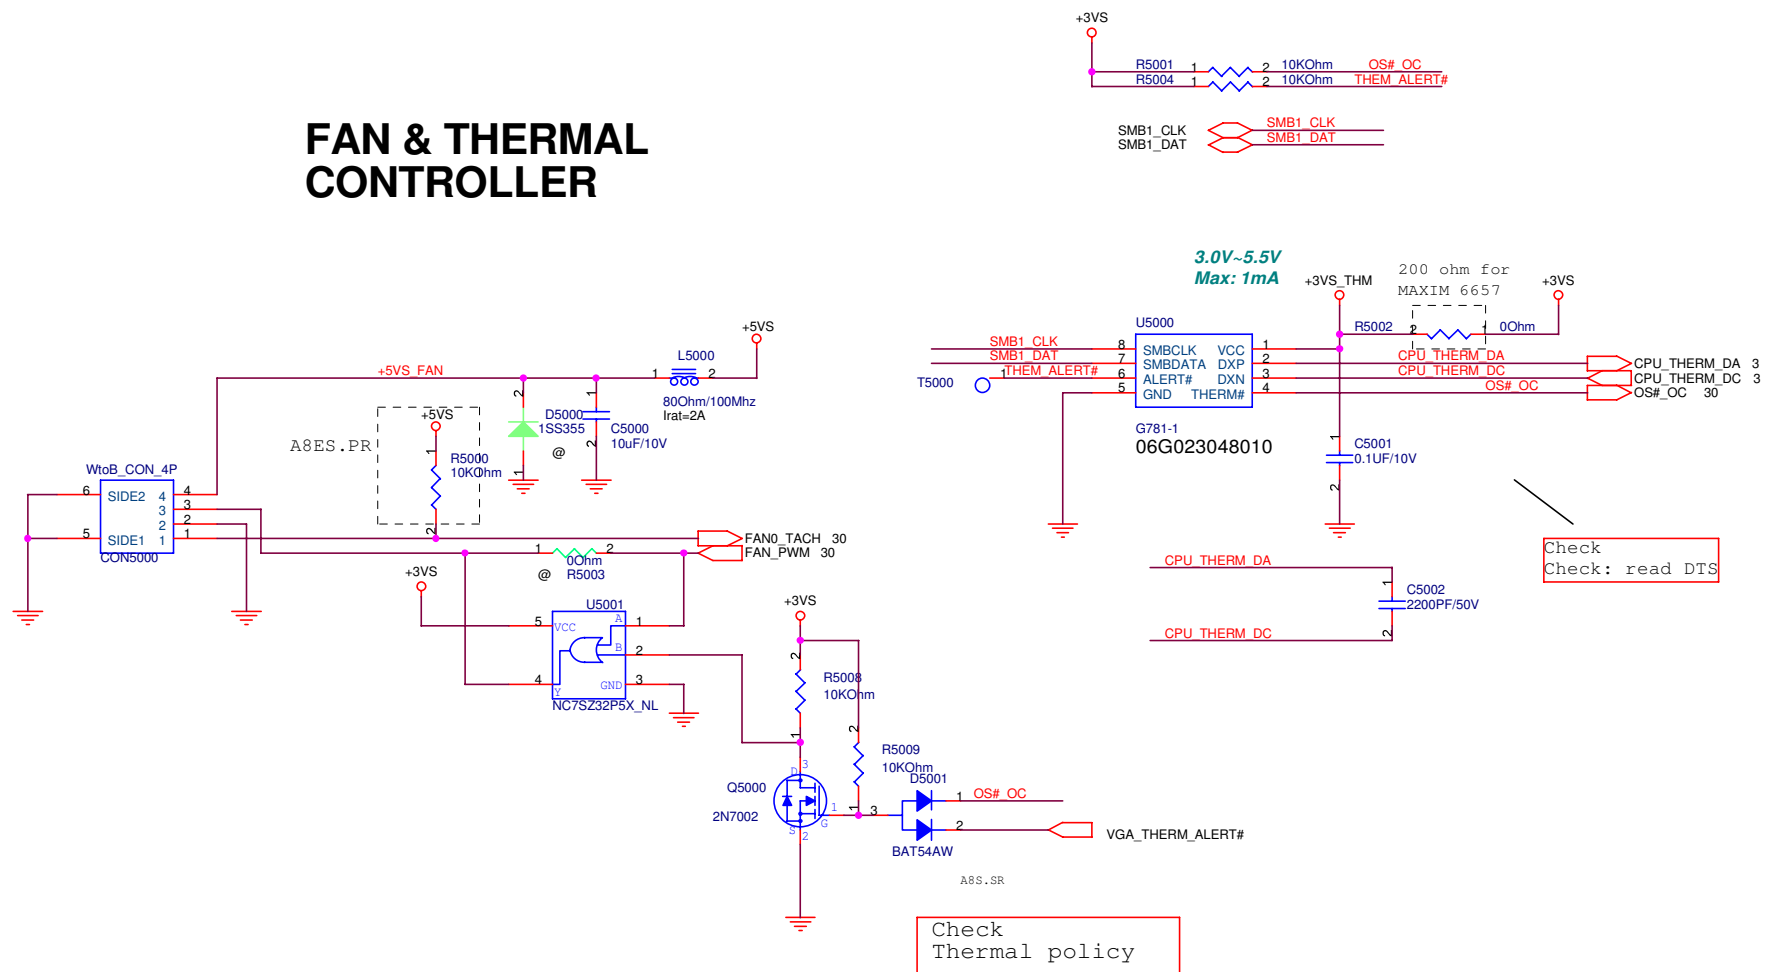 +3VS
R5001 1 2 10KOhm OS#_OC
R5004 1 2 10KOhm THEM_ALERT#
SMB1_CLK SMB1_CLK
SMB1_DAT SMB1_DAT
FAN & THERMAL
CONTROLLER
3.0V~5.5V
Max: 1mA
+3VS_THM
200 ohm for
MAXIM 6657
+3VS
R5002 2 1 0Ohm
U5000
SMB1_CLK 8 SMBCLK VCC 1
SMB1_DAT 7 SMBDATA DXP 2 CPU_THERM_DA CPU_THERM_DA 3
T5000 1 THEM_ALERT# 6 ALERT# DXN 3 CPU_THERM_DC CPU_THERM_DC 3
5 GND THERM# 4 OS#_OC OS#_OC 30
G781-1
06G023048010
C5001
0.1UF/10V
1
2
Check
Check: read DTS
CPU_THERM_DA
1
C5002
2200PF/50V
2
CPU_THERM_DC
+5VS
L5000
1 2
80Ohm/100Mhz
Irat=2A
+5VS_FAN
2
D5000
1SS355
1
@
1
C5000
10uF/10V
2
+5VS
A8ES.PR
1
R5000
10KOhm
2
WtoB_CON_4P
6 SIDE2 4 4
3 3
2 2
5 SIDE1 1 1
CON5000
FAN0_TACH 30
FAN_PWM 30
1 2
0Ohm
@ R5003
+3VS
U5001
5 VCC A 1
B 2
4 Y GND 3
NC7SZ32P5X_NL
+3VS
2
R5008
10KOhm
1
2
R5009
10KOhm
1
Q5000
2N7002
D 3
G 1
S 2
D5001
3 1 OS#_OC
2 VGA_THERM_ALERT#
BAT54AW
A8S.SR
Check
Thermal policy